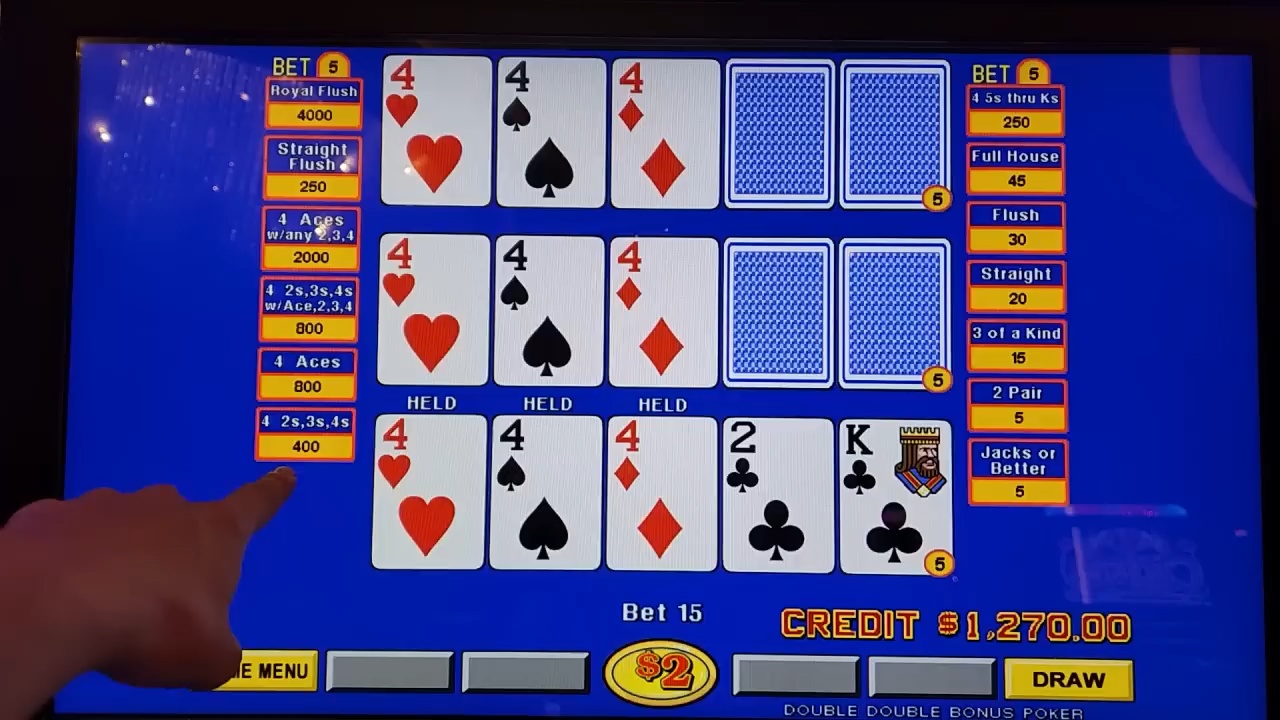 BET 5
Royal Flush
4000
Straight
Flush
250
4 Aces
w/any 2,3,4
2000
4 2s,3s,4s
w/Ace,2,3,4
800
4 Aces
800
4 2s,3s,4s
400
4 4 4
5
4 4 4
5
HELD HELD HELD
4 4 4 2 K
5
BET 5
4 5s thru Ks
250
Full House
45
Flush
30
Straight
20
3 of a Kind
15
2 Pair
5
Jacks or
Better
5
Bet 15
CREDIT $1,270.00
ME MENU
$2
DRAW
DOUBLE DOUBLE BONUS POKER